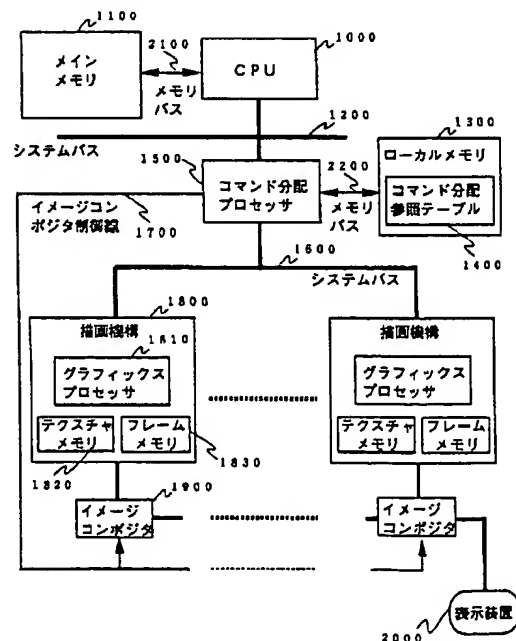 1100
メイン
メモリ
2100
メモリ
バス
1000
CPU
1200
システムバス
1300
ローカルメモリ
コマンド分配
参照テーブル
1400
1500
コマンド分配
プロセッサ
2200
メモリ
バス
イメージコン
ポジタ制御線
1700
1600
システムバス
1800
描画機構
1810
グラフィックス
プロセッサ
テクスチャ
メモリ
フレーム
メモリ
1820
1830
描画機構
グラフィックス
プロセッサ
テクスチャ
メモリ
フレーム
メモリ
1900
イメージ
コンポジタ
イメージ
コンポジタ
2000
表示装置